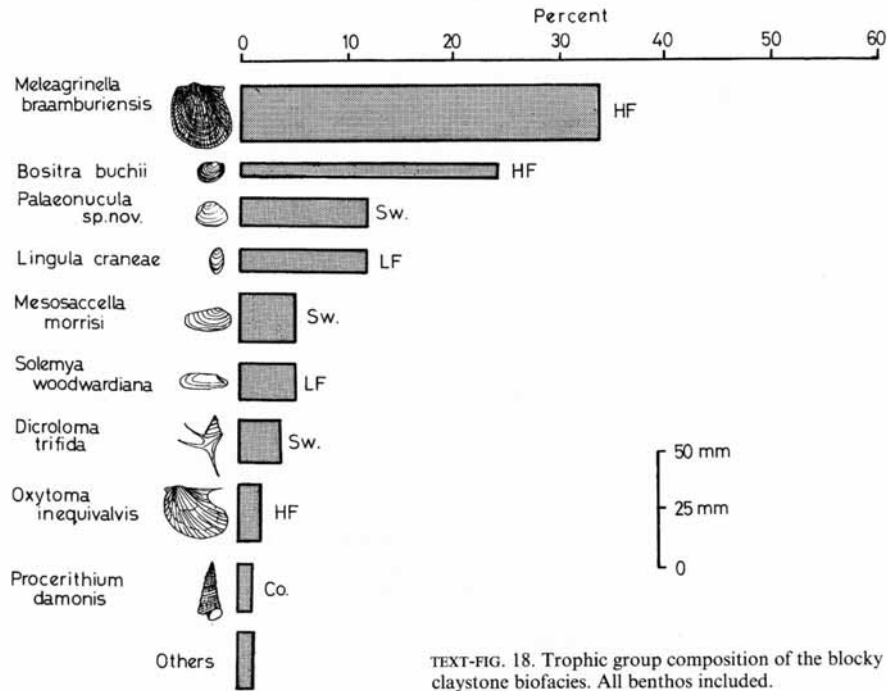 Percent
0 10 20 30 40 50 60
Meleagrinella
braamburiensis
HF
Bositra buchii
HF
Palaeonucula
sp.nov.
Sw.
Lingula craneae
LF
Mesosaccella
morrisi
Sw.
Solemya
woodwardiana
LF
Dicroloma
trifida
Sw.
Oxytoma
inequivalvis
HF
Procerithium
damonis
Co.
Others
50 mm
25 mm
0
TEXT-FIG. 18. Trophic group composition of the blocky
claystone biofacies. All benthos included.